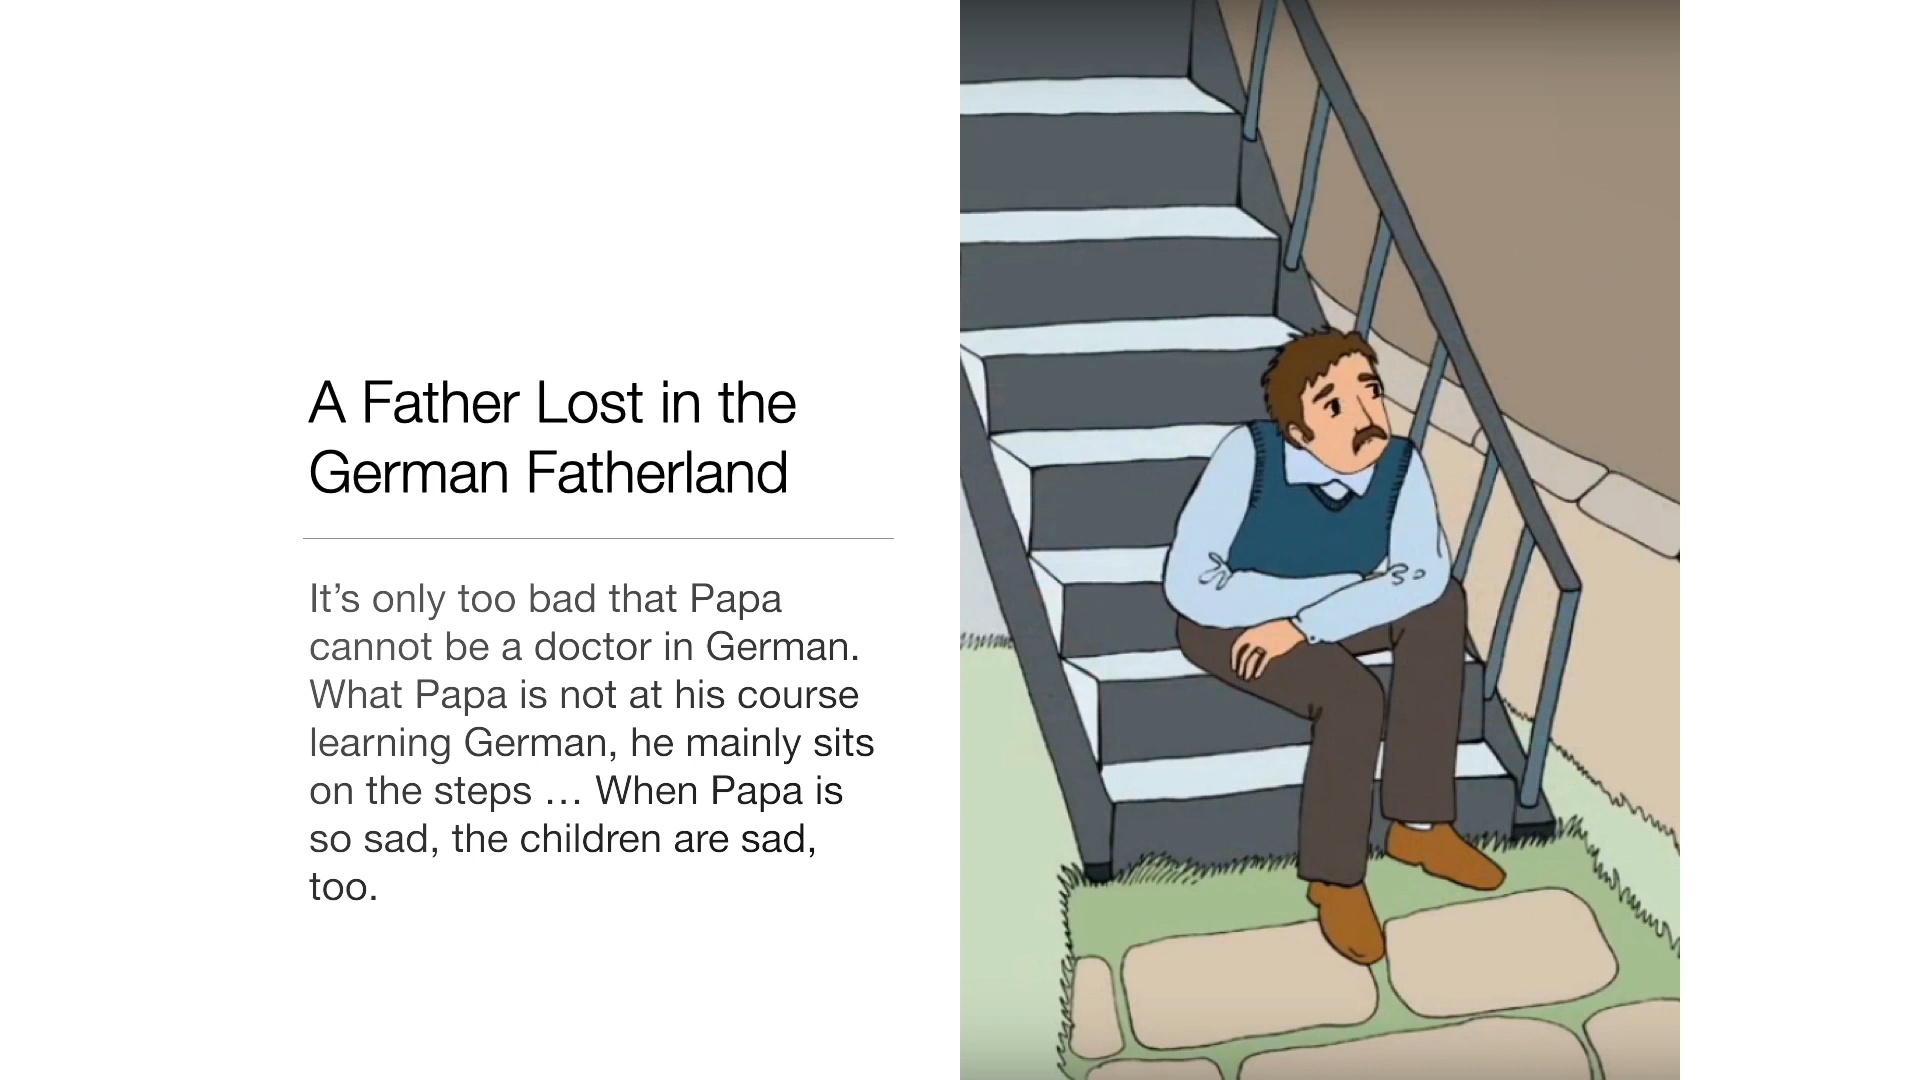 A Father Lost in the
German Fatherland
It’s only too bad that Papa
cannot be a doctor in German.
What Papa is not at his course
learning German, he mainly sits
on the steps … When Papa is
so sad, the children are sad,
too.